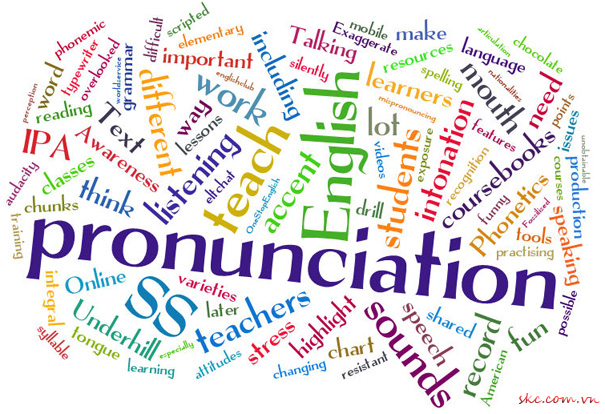 phonemic
scripted
difficult
elementary
Exaggerate
mobile
make
articulation
chocolate
typewriter
grammar
overlooked
word
perception
worldservice
important
englishclub
including
Talking
silently
resources
language
nationalities
reading
Text
different
way
work
English
learners
spelling
mouth
need
points
IPA
Awareness
lessons
teach
lot
mispronouncing
videos
exposure
features
issues
unobtainable
audacity
classes
think
listening
eltchat
OneStopEnglish
accent
drill
students
intonation
recognition
coursebooks
courses
production
chunks
training
funny
Phonetics
Focussed
tools
speaking
practising
pronunciation
integral
Online
SS
varieties
later
teachers
stress
highlight
sounds
speech
shared
record
fun
possible
syllable
Underhill
tongue
especially
learning
attitudes
changing
chart
resistant
American
skc.com.vn